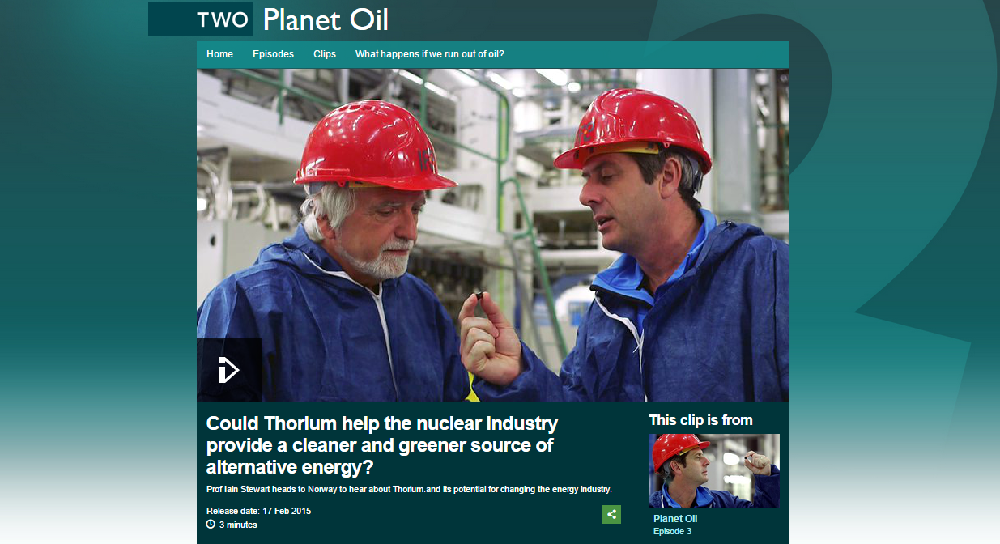 TWO Planet Oil
Home Episodes Clips What happens if we run out of oil?
Could Thorium help the nuclear industry
provide a cleaner and greener source of
alternative energy?
Prof Iain Stewart heads to Norway to hear about Thorium.and its potential for changing the energy industry.
Release date: 17 Feb 2015
3 minutes
This clip is from
Planet Oil
Episode 3